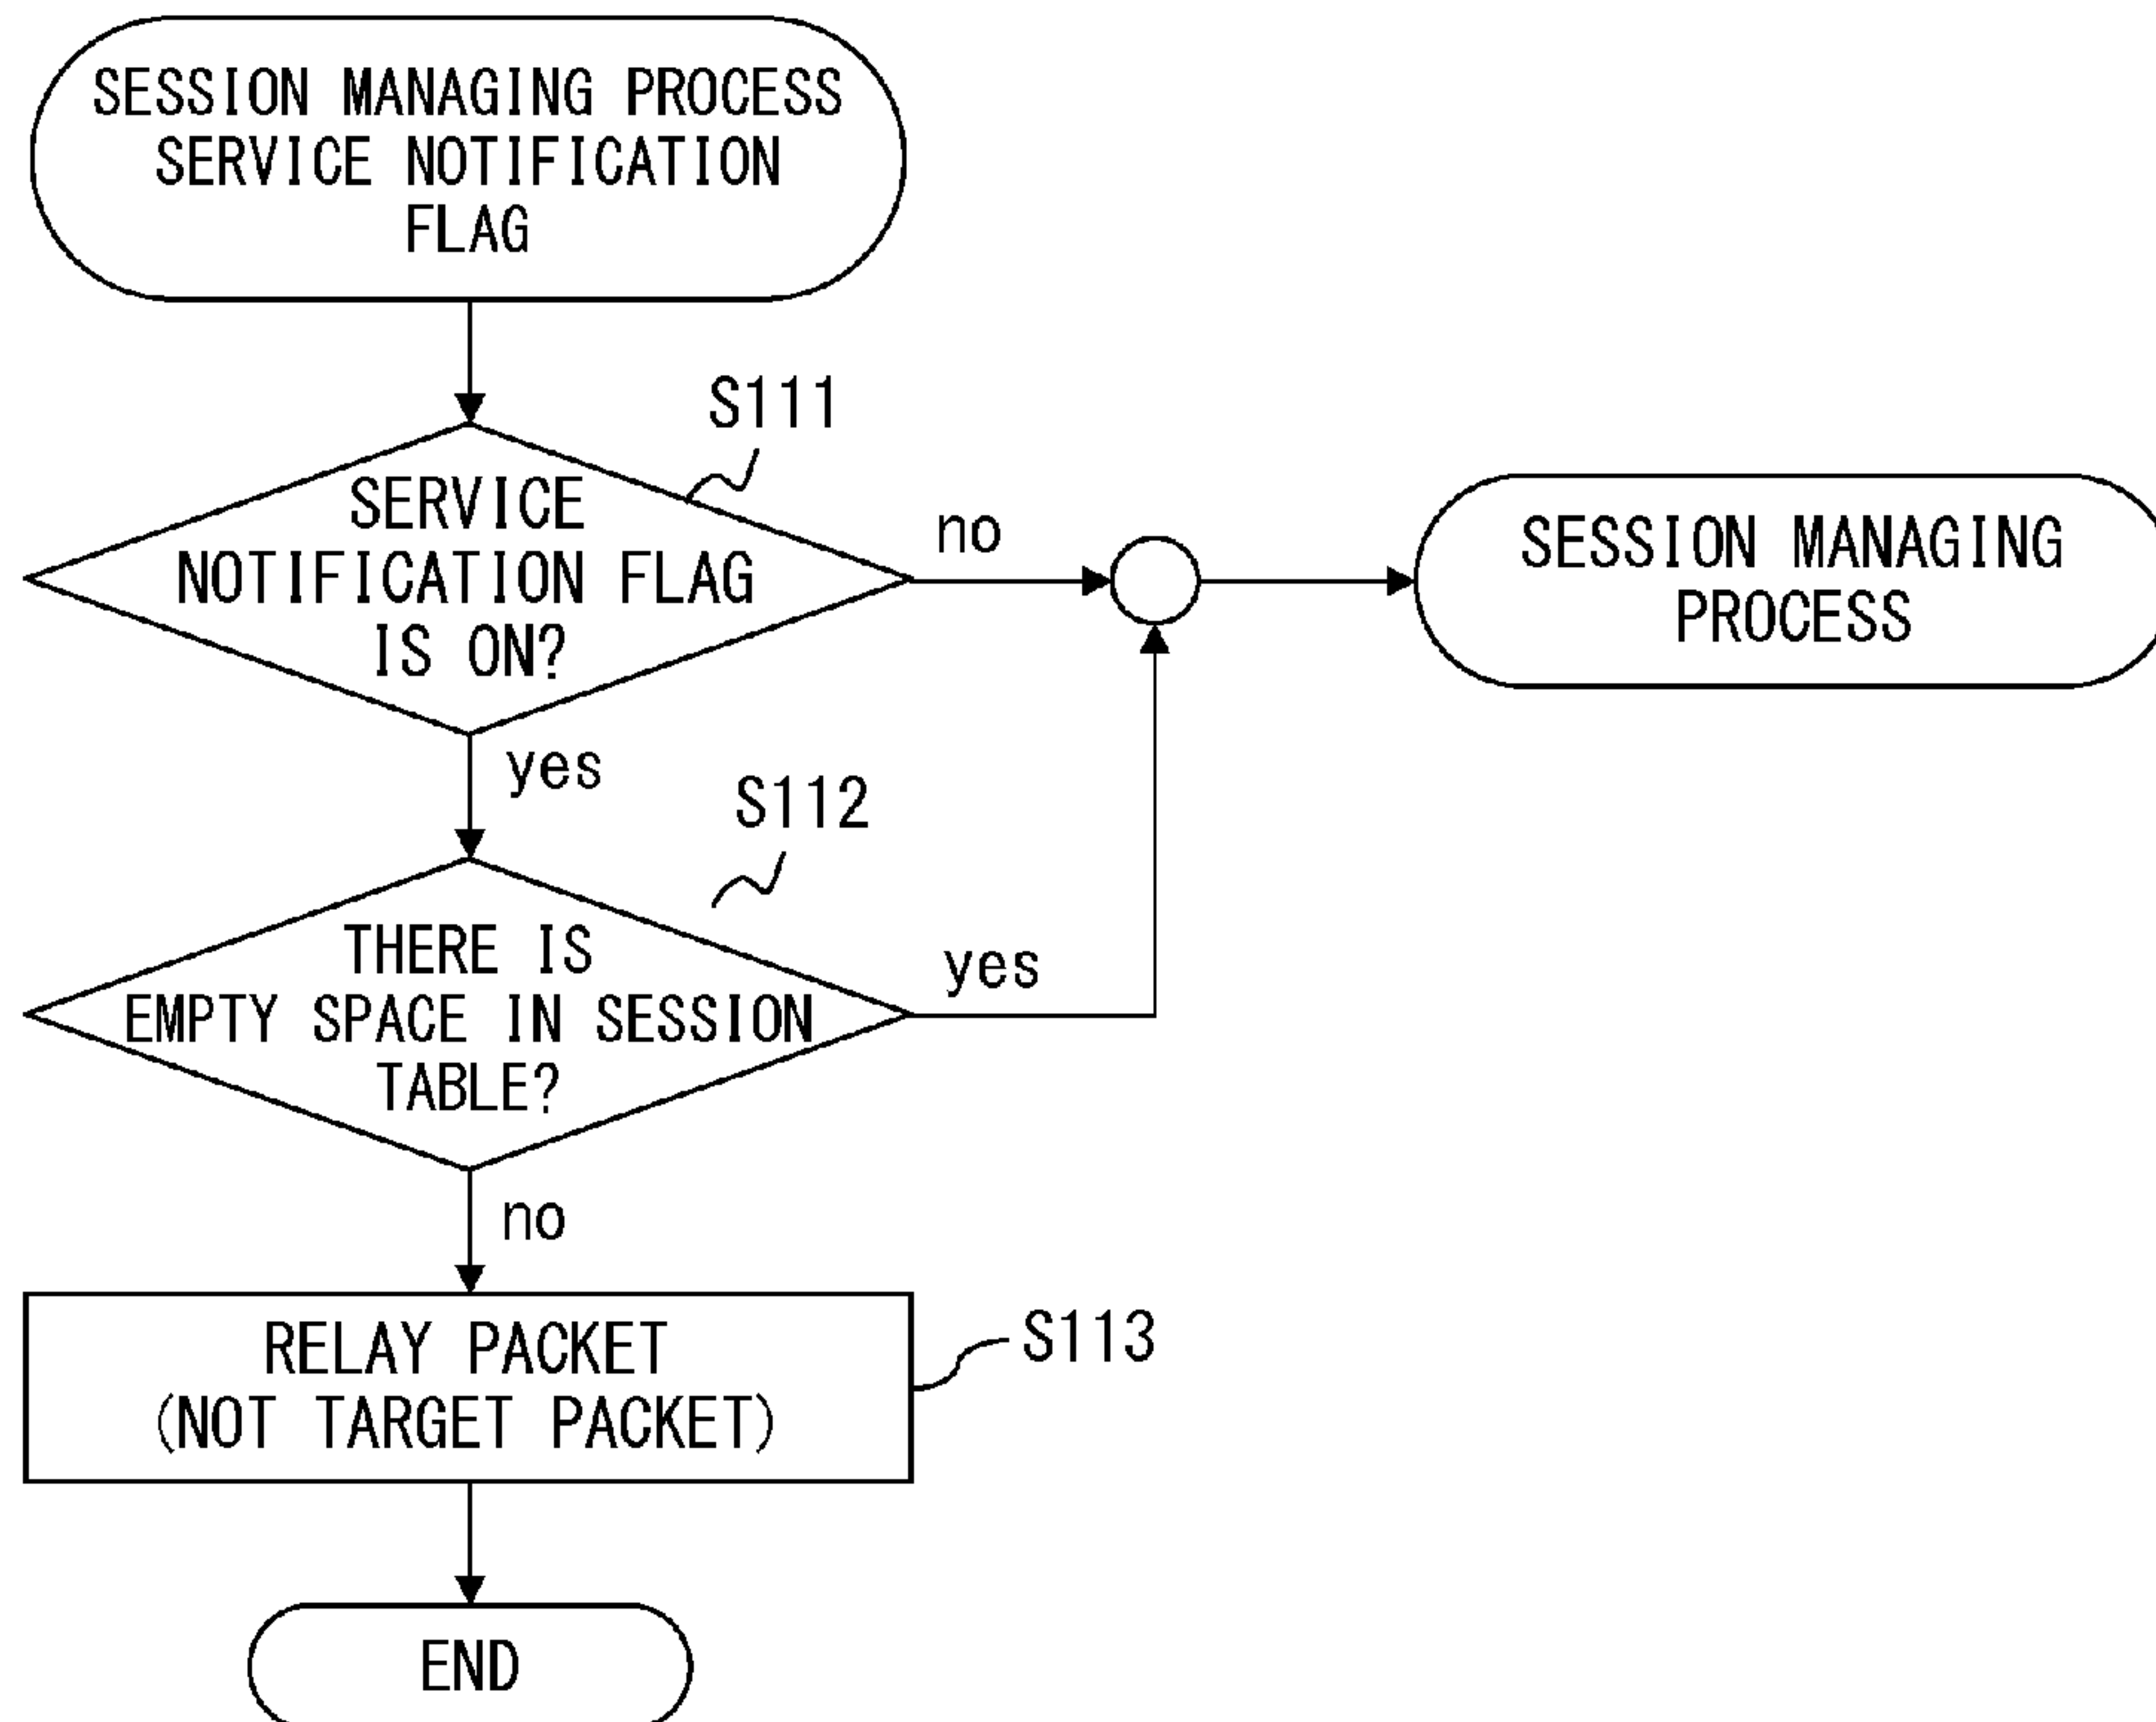 SESSION MANAGING PROCESS
SERVICE NOTIFICATION
FLAG
S111
SERVICE
NOTIFICATION FLAG
IS ON?
no
SESSION MANAGING
PROCESS
yes
S112
THERE IS
EMPTY SPACE IN SESSION
TABLE?
yes
no
RELAY PACKET
(NOT TARGET PACKET)
S113
END